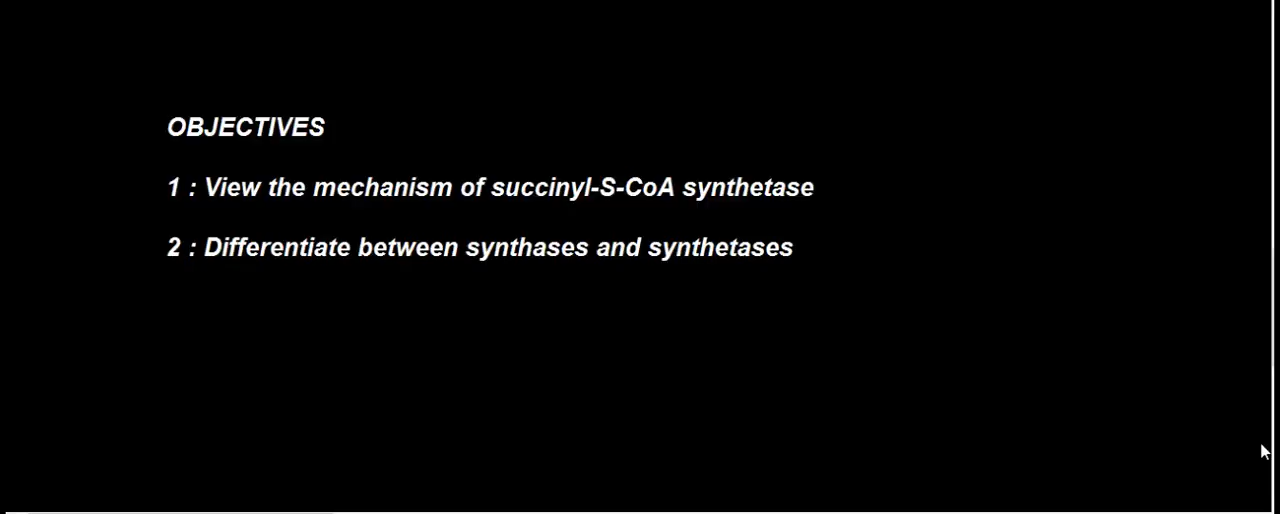 OBJECTIVES
1 : View the mechanism of succinyl-S-CoA synthetase
2 : Differentiate between synthases and synthetases